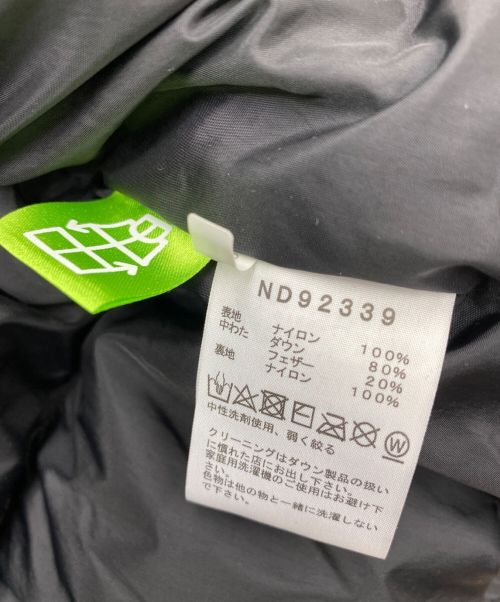 ND92339
表地 ナイロン 100%
中わた ダウン 80%
フェザー 20%
裏地 ナイロン 100%
中性洗剤使用、弱く絞る
クリーニングはダウン製品の扱い
に慣れた店にお出し下さい。
家庭用洗濯機のご使用はお避け下
さい。
色物は他の物と一緒に洗濯しない
で下さい。
W